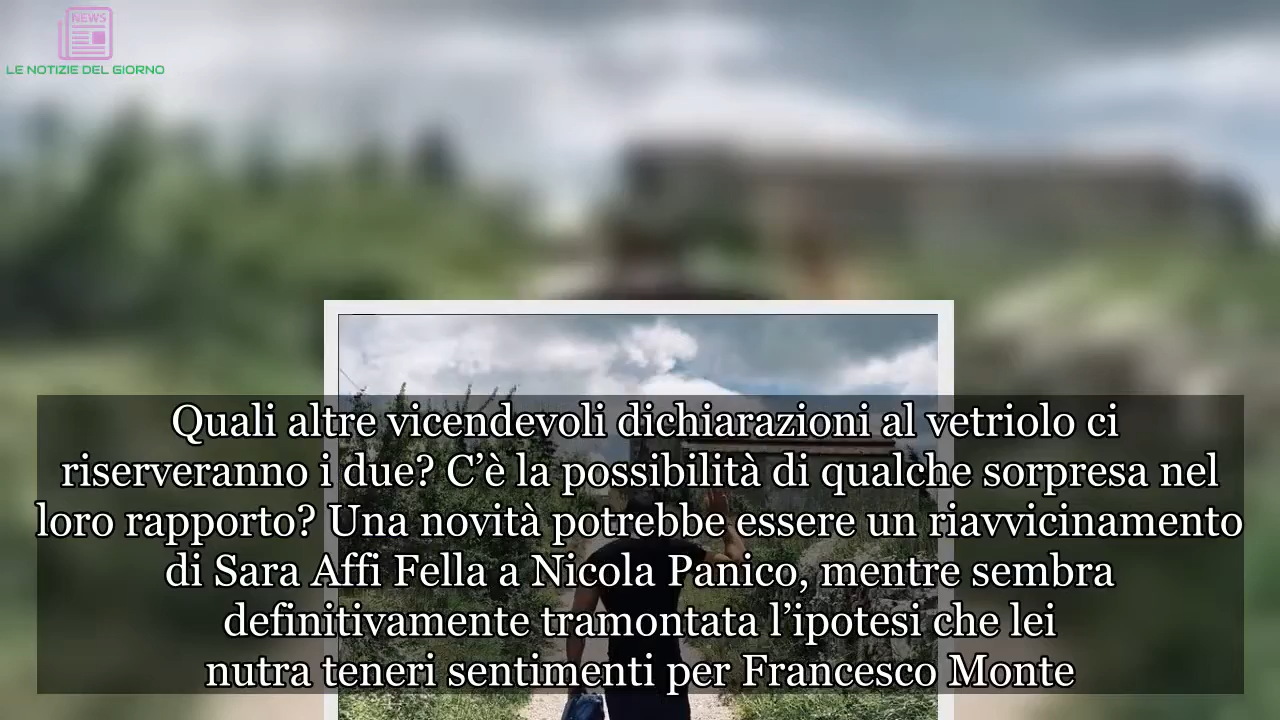 NEWS
LE NOTIZIE DEL GIORNO
Quali altre vicendevoli dichiarazioni al vetriolo ci
riserveranno i due? C’è la possibilità di qualche sorpresa nel
loro rapporto? Una novità potrebbe essere un riavvicinamento
di Sara Affi Fella a Nicola Panico, mentre sembra
definitivamente tramontata l’ipotesi che lei
nutra teneri sentimenti per Francesco Monte